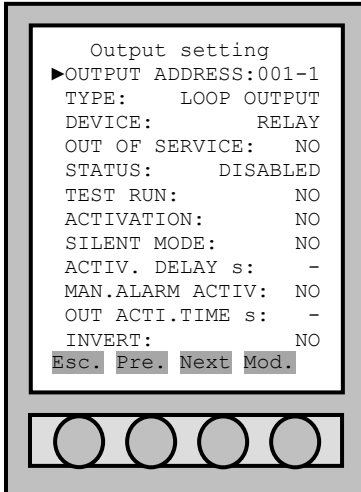 Output setting
►OUTPUT ADDRESS:001-1
TYPE: LOOP OUTPUT
DEVICE: RELAY
OUT OF SERVICE: NO
STATUS: DISABLED
TEST RUN: NO
ACTIVATION: NO
SILENT MODE: NO
ACTIV. DELAY s: -
MAN.ALARM ACTIV: NO
OUT ACTI.TIME s: -
INVERT: NO
Esc. Pre. Next Mod.